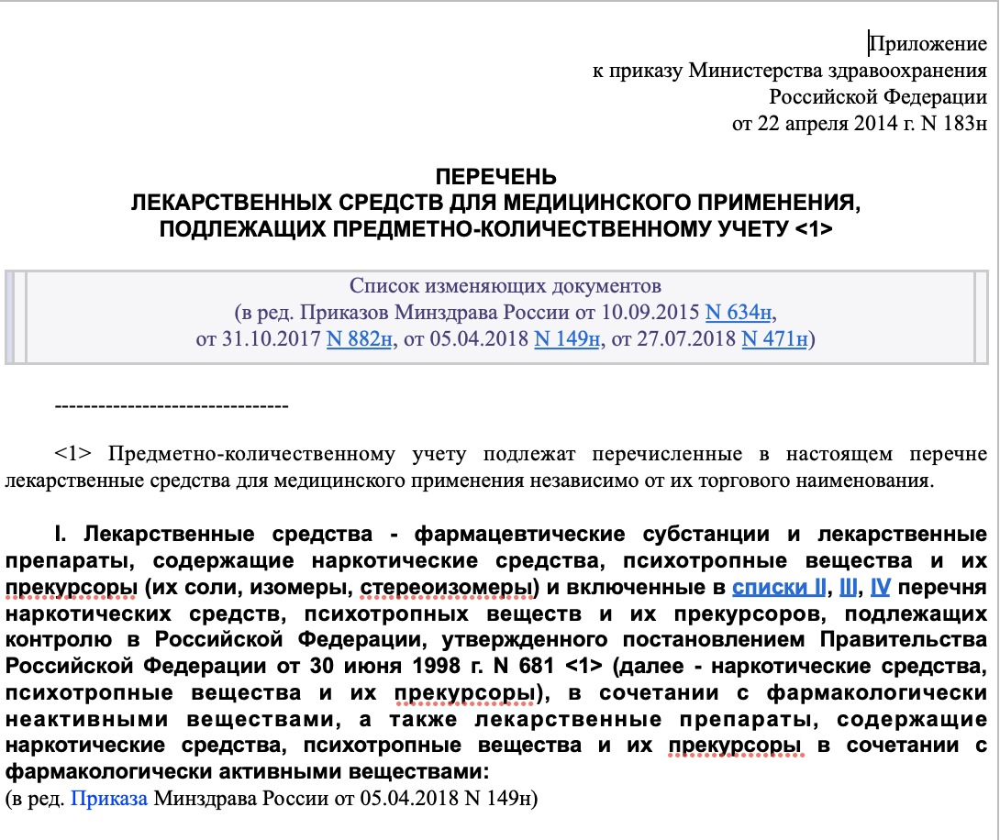 Приложение
к приказу Министерства здравоохранения
Российской Федерации
от 22 апреля 2014 г. N 183н
ПЕРЕЧЕНЬ
ЛЕКАРСТВЕННЫХ СРЕДСТВ ДЛЯ МЕДИЦИНСКОГО ПРИМЕНЕНИЯ,
ПОДЛЕЖАЩИХ ПРЕДМЕТНО-КОЛИЧЕСТВЕННОМУ УЧЕТУ <1>
Список изменяющих документов
(в ред. Приказов Минздрава России от 10.09.2015 N 634н,
от 31.10.2017 N 882н, от 05.04.2018 N 149н, от 27.07.2018 N 471н)
--------------------------------
<1> Предметно-количественному учету подлежат перечисленные в настоящем перечне
лекарственные средства для медицинского применения независимо от их торгового наименования.
I. Лекарственные средства - фармацевтические субстанции и лекарственные
препараты, содержащие наркотические средства, психотропные вещества и их
прекурсоры (их соли, изомеры, стереоизомеры) и включенные в списки II, III, IV перечня
наркотических средств, психотропных веществ и их прекурсоров, подлежащих
контролю в Российской Федерации, утвержденного постановлением Правительства
Российской Федерации от 30 июня 1998 г. N 681 <1> (далее - наркотические средства,
психотропные вещества и их прекурсоры), в сочетании с фармакологически
неактивными веществами, а также лекарственные препараты, содержащие
наркотические средства, психотропные вещества и их прекурсоры в сочетании с
фармакологически активными веществами:
(в ред. Приказа Минздрава России от 05.04.2018 N 149н)